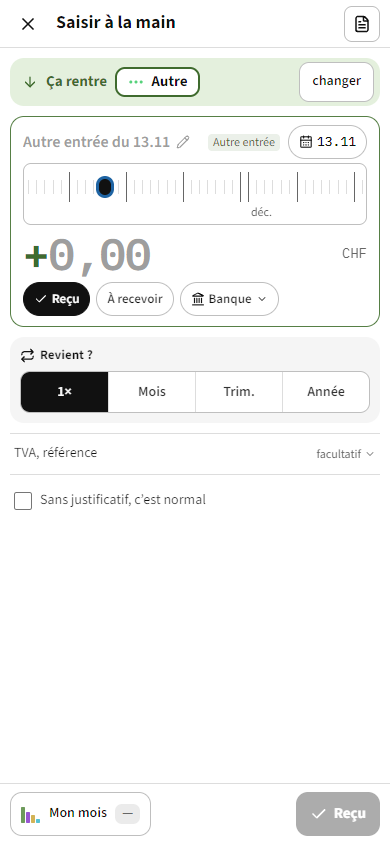 Saisir à la main
Ça rentre
Autre
changer
Autre entrée du 13.11
Autre entrée
13.11
déc.
+0,00
CHF
Reçu
À recevoir
Banque
Revient ?
1×
Mois
Trim.
Année
TVA, référence
facultatif
Sans justificatif, c’est normal
Mon mois
—
Reçu